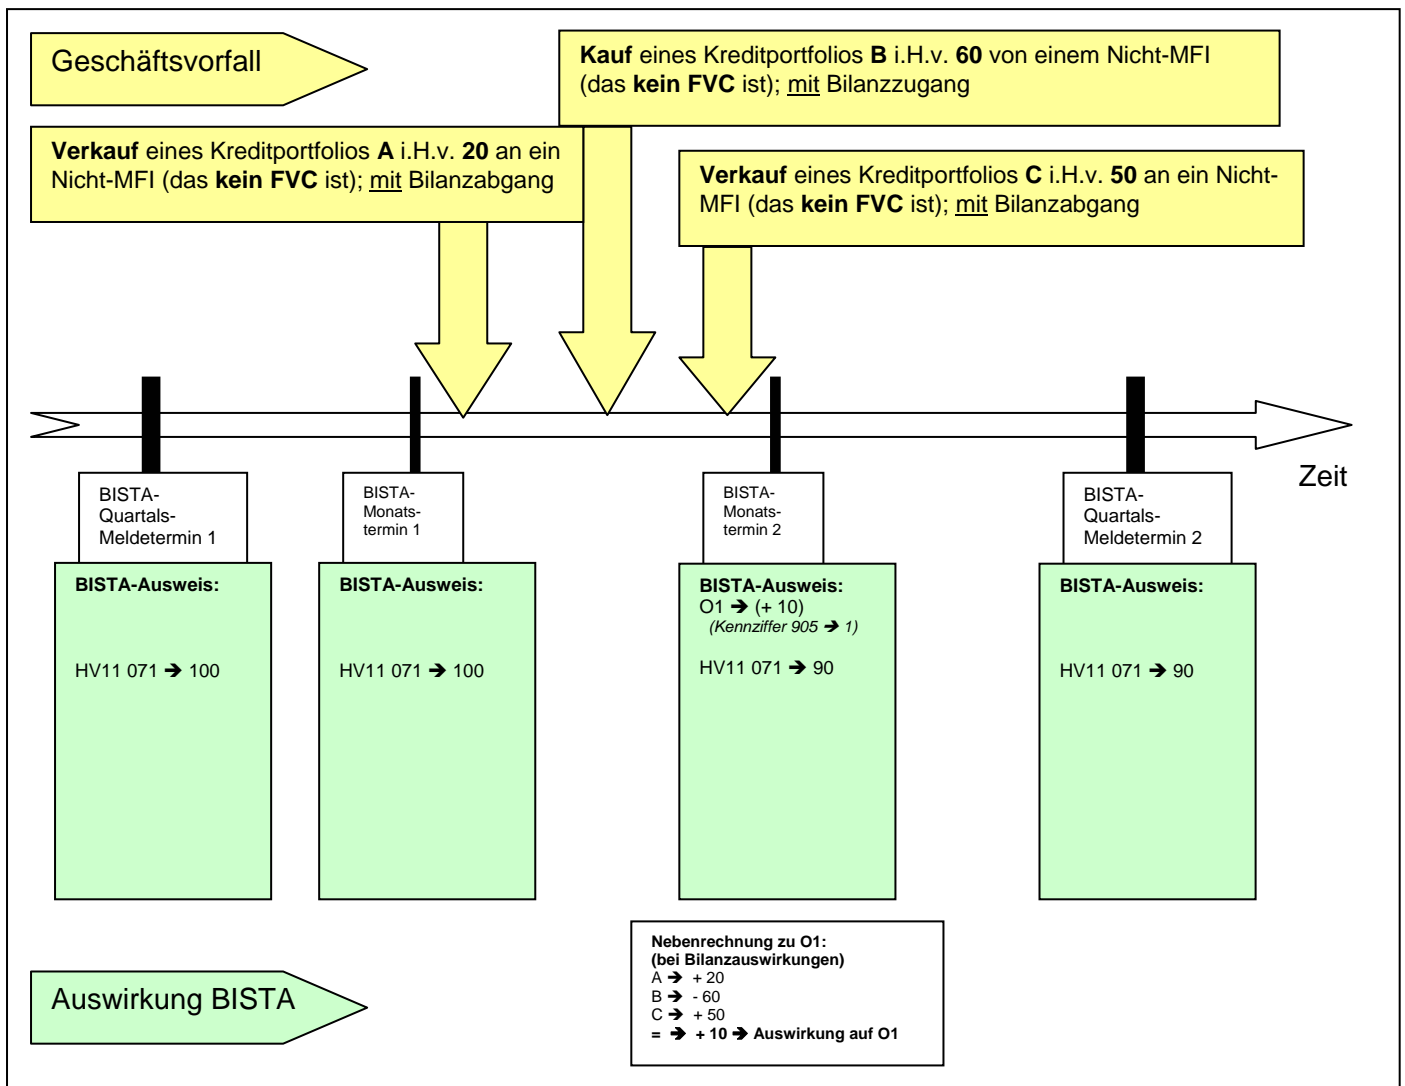 Geschäftsvorfall
Kauf eines Kreditportfolios B i.H.v. 60 von einem Nicht-MFI
(das kein FVC ist); mit Bilanzzugang
Verkauf eines Kreditportfolios A i.H.v. 20 an ein
Nicht-MFI (das kein FVC ist); mit Bilanzabgang
Verkauf eines Kreditportfolios C i.H.v. 50 an ein Nicht-
MFI (das kein FVC ist); mit Bilanzabgang
Zeit
BISTA-
Quartals-
Meldetermin 1
BISTA-Ausweis:
HV11 071 ➔ 100
BISTA-
Monats-
termin 1
BISTA-Ausweis:
HV11 071 ➔ 100
BISTA-
Monats-
termin 2
BISTA-Ausweis:
O1 ➔ (+ 10)
(Kennziffer 905 ➔ 1)
HV11 071 ➔ 90
BISTA-
Quartals-
Meldetermin 2
BISTA-Ausweis:
HV11 071 ➔ 90
Nebenrechnung zu O1:
(bei Bilanzauswirkungen)
A ➔ + 20
B ➔ - 60
C ➔ + 50
= ➔ + 10 ➔ Auswirkung auf O1
Auswirkung BISTA